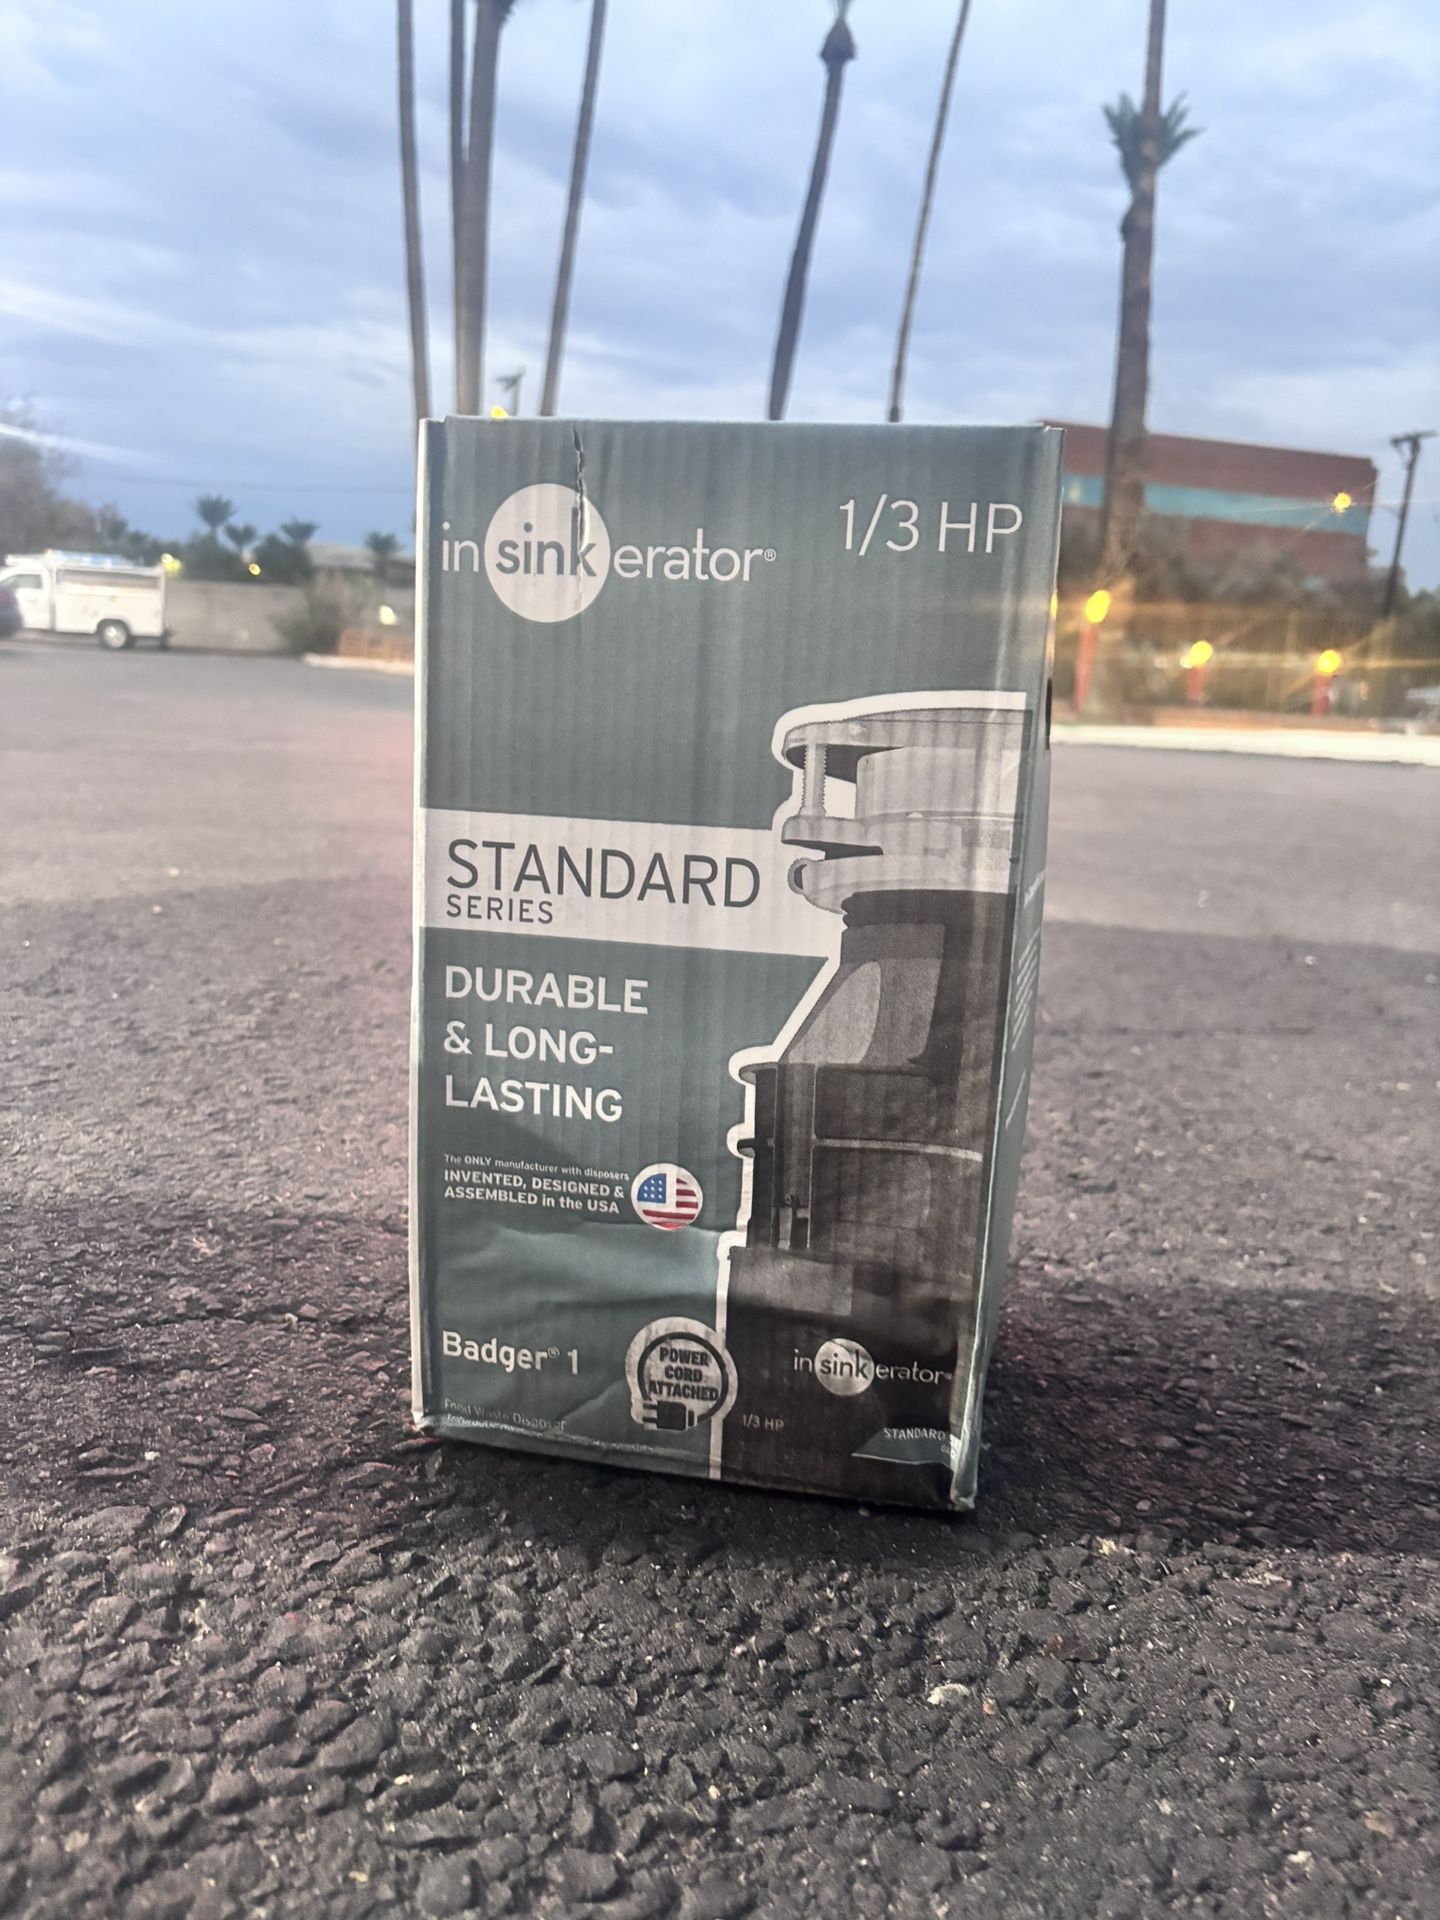 insinkerator®
1/3 HP
STANDARD
SERIES
DURABLE
& LONG-
LASTING
The ONLY manufacturer with disposers
INVENTED, DESIGNED &
ASSEMBLED in the USA
Badger® 1
POWER
CORD
ATTACHED
Food Waste Disposer
insinkerator®
1/3 HP
STANDARD